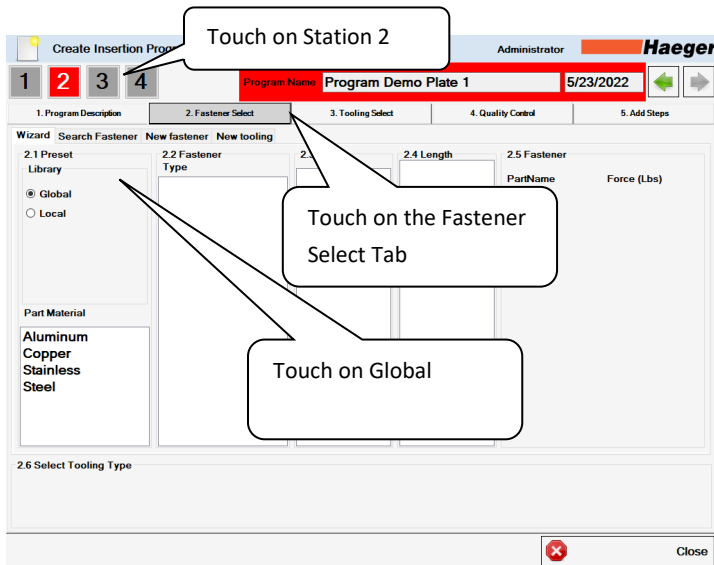 Touch on Station 2
Create Insertion Progr
Administrator
Haeger
1 2 3 4
Program Name Program Demo Plate 1 5/23/2022
1. Program Description 2. Fastener Select 3. Tooling Select 4. Quality Control 5. Add Steps
Wizard Search Fastener New fastener New tooling
2.1 Preset
Library
Global
Local
Part Material
Aluminum
Copper
Stainless
Steel
2.2 Fastener
Type
2.4 Length
2.5 Fastener
PartName Force (Lbs)
Touch on the Fastener
Select Tab
Touch on Global
2.6 Select Tooling Type
Close